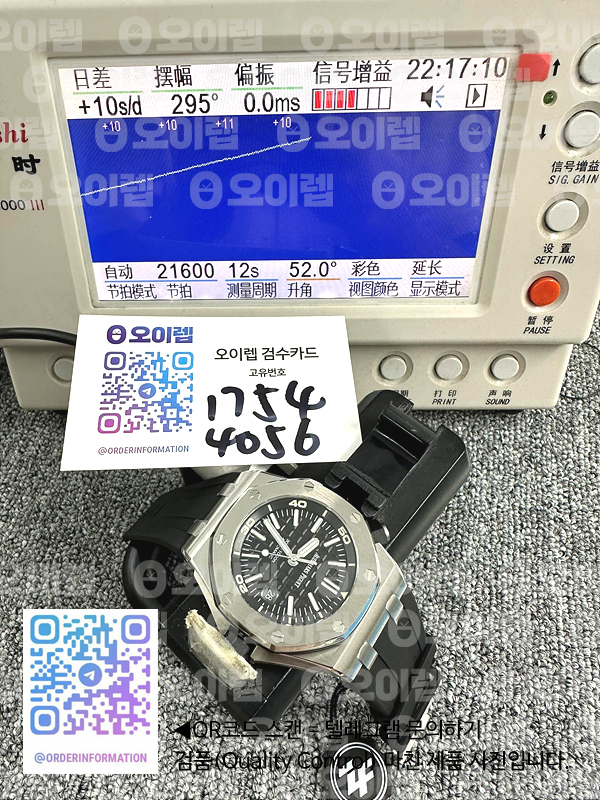 日差 摆幅 偏振 信号增益 22:17:10
+10s/d 295° 0.0ms
+10 +10 +11 +10
shi
时
000 III
自动 21600 12s 52.0° 彩色 延长
节拍模式 节拍 测量周期 升角 视图颜色 显示模式
信号增益
SIG.GAIN
设置
SETTING
暂停
PAUSE
打印
PRINT
声响
SOUND
오이렙
오이렙 검수카드
고유번호
1754
4056
@ORDERINFORMATION
40
50
@ORDERINFORMATION
◀QR코드 스캔 = 텔레그램 문의하기
검품(Quality Control) 마친 제품 사진입니다.